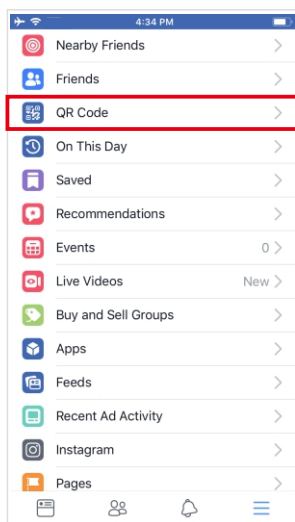 4:34 PM
Nearby Friends
Friends
QR Code
On This Day
Saved
Recommendations
Events 0
Live Videos New
Buy and Sell Groups
Apps
Feeds
Recent Ad Activity
Instagram
Pages